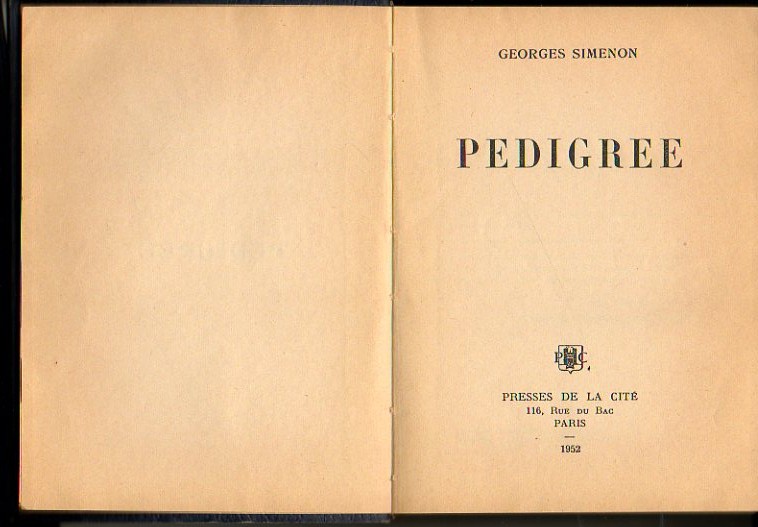 GEORGES SIMENON
PEDIGREE
P C
PRESSES DE LA CITÉ
116, RUE DU BAC
PARIS
1952